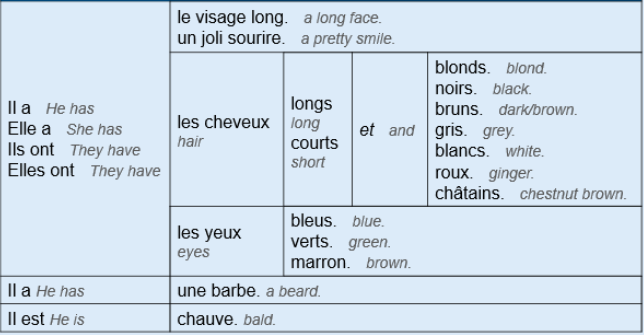 le visage long. a long face.
un joli sourire. a pretty smile.
Il a He has
Elle a She has
Ils ont They have
Elles ont They have
les cheveux
hair
longs
long
courts
short
et and
blonds. blond.
noirs. black.
bruns. dark/brown.
gris. grey.
blancs. white.
roux. ginger.
châtains. chestnut brown.
les yeux
eyes
bleus. blue.
verts. green.
marron. brown.
Il a He has
une barbe. a beard.
Il est He is
chauve. bald.